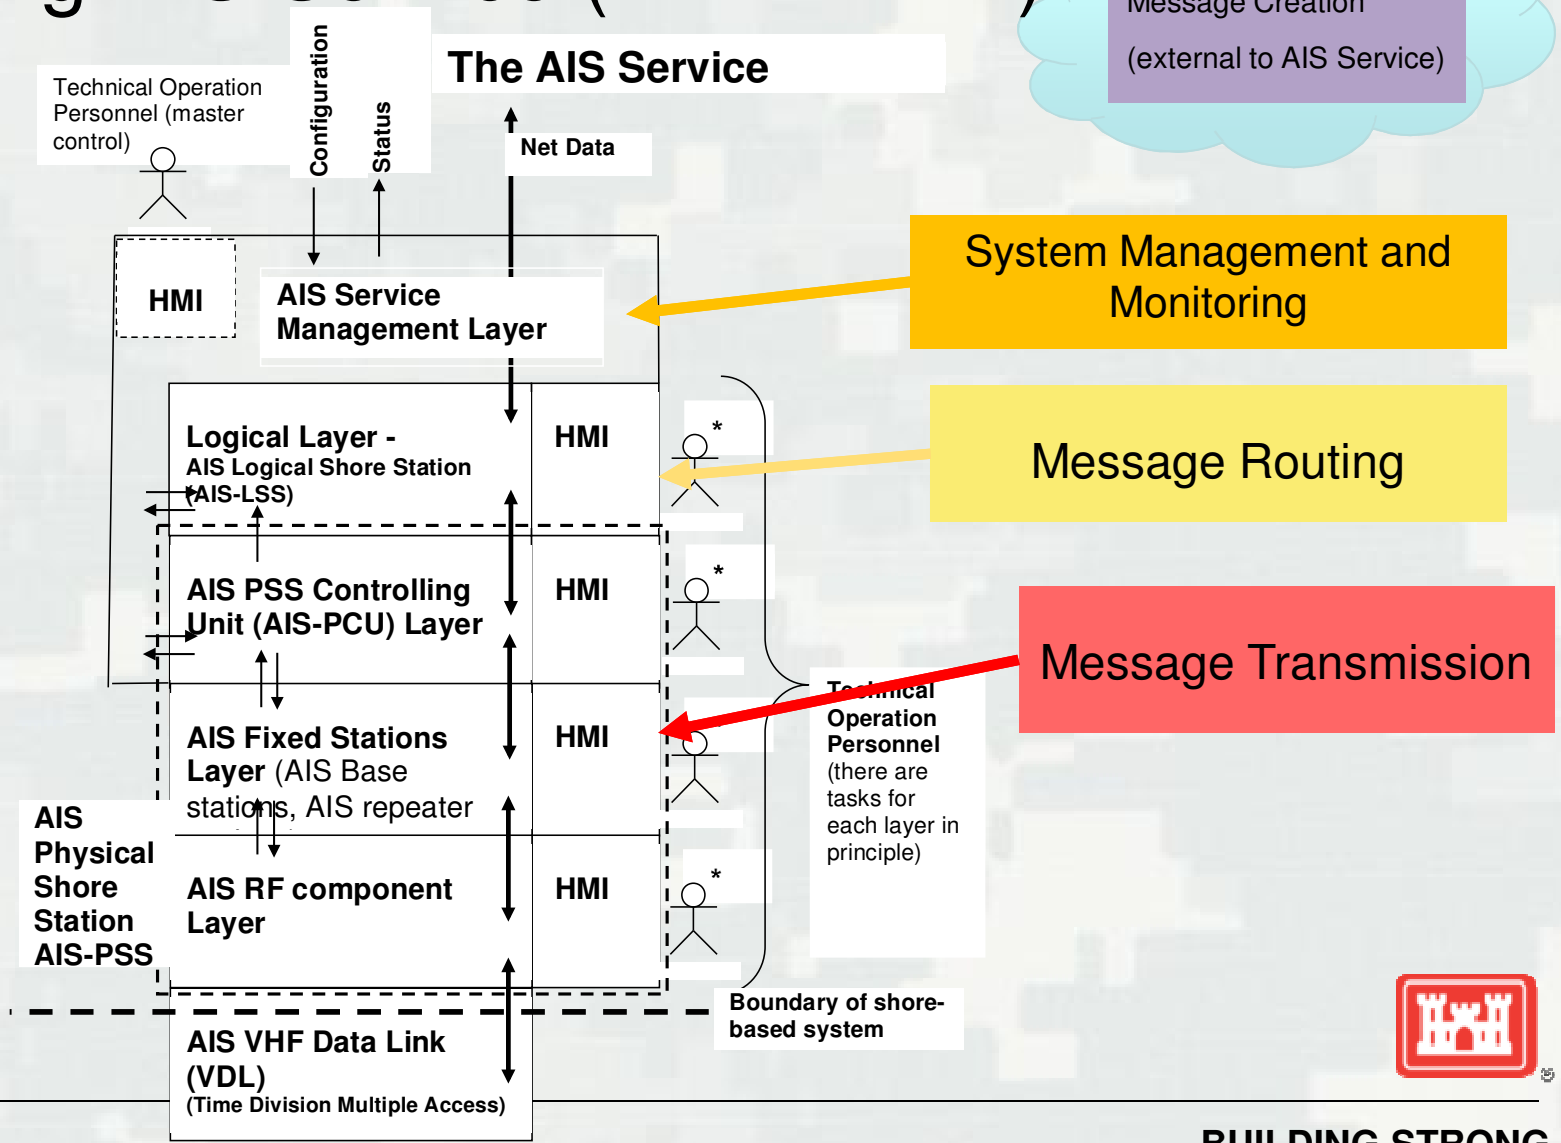 Message Creation
(external to AIS Service)
The AIS Service
Technical Operation
Personnel (master
control)
Configuration
Status
Net Data
HMI
AIS Service
Management Layer
System Management and
Monitoring
Logical Layer -
AIS Logical Shore Station
(AIS-LSS)
HMI
*
Message Routing
AIS PSS Controlling
Unit (AIS-PCU) Layer
HMI
*
Message Transmission
AIS Fixed Stations
Layer (AIS Base
stations, AIS repeater
HMI
*
Technical
Operation
Personnel
(there are
tasks for
each layer in
principle)
AIS
Physical
Shore
Station
AIS-PSS
AIS RF component
Layer
HMI
*
Boundary of shore-
based system
AIS VHF Data Link
(VDL)
(Time Division Multiple Access)
®
BUILDING STRONG